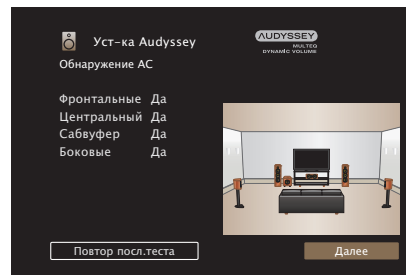 Уст-ка Audyssey
AUDYSSEY
MULTEQ
DYNAMIC VOLUME
Обнаружение АС
Фронтальные Да
Центральный Да
Сабвуфер Да
Боковые Да
Повтор посл.теста
Далее